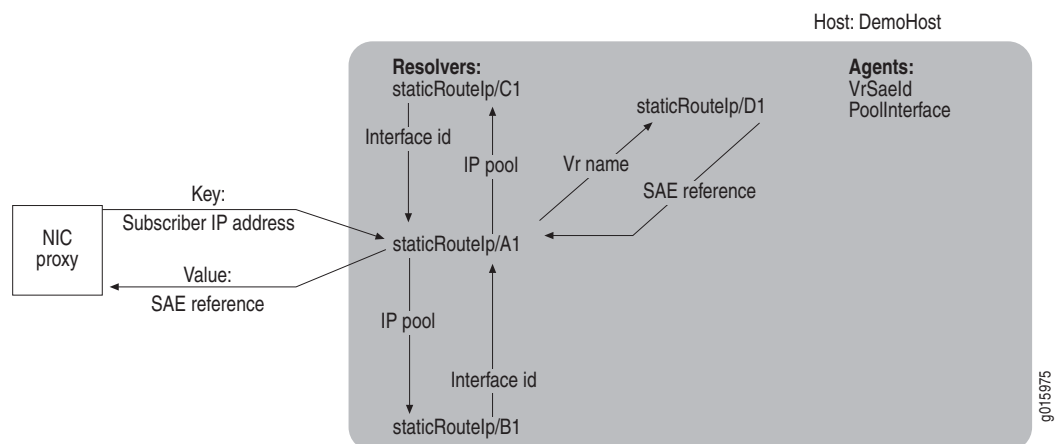 Host: DemoHost
Resolvers:
staticRouteIp/C1
Agents:
VrSaeId
PoolInterface
staticRouteIp/D1
Interface id
IP pool
Vr name
SAE reference
Key:
Subscriber IP address
NIC
proxy
staticRouteIp/A1
Value:
SAE reference
IP pool
Interface id
staticRouteIp/B1
g015975